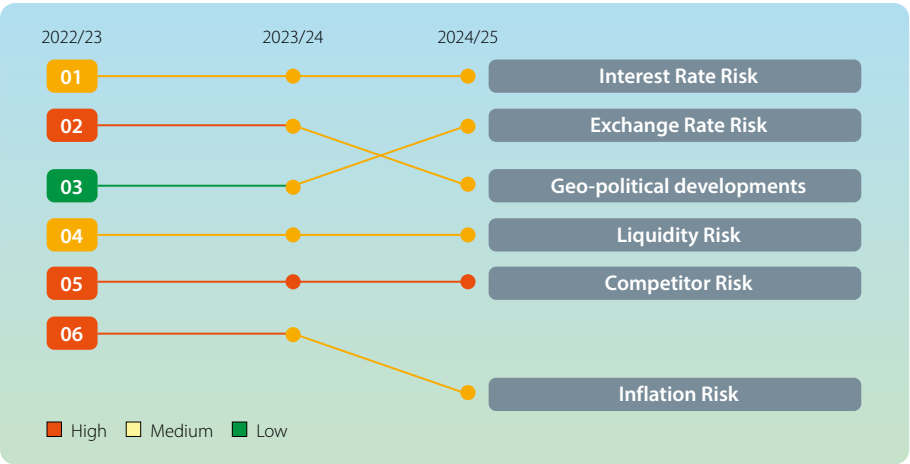 2022/23 2023/24 2024/25
01 Interest Rate Risk
02 Exchange Rate Risk
03 Geo-political developments
04 Liquidity Risk
05 Competitor Risk
06
Inflation Risk
High Medium Low